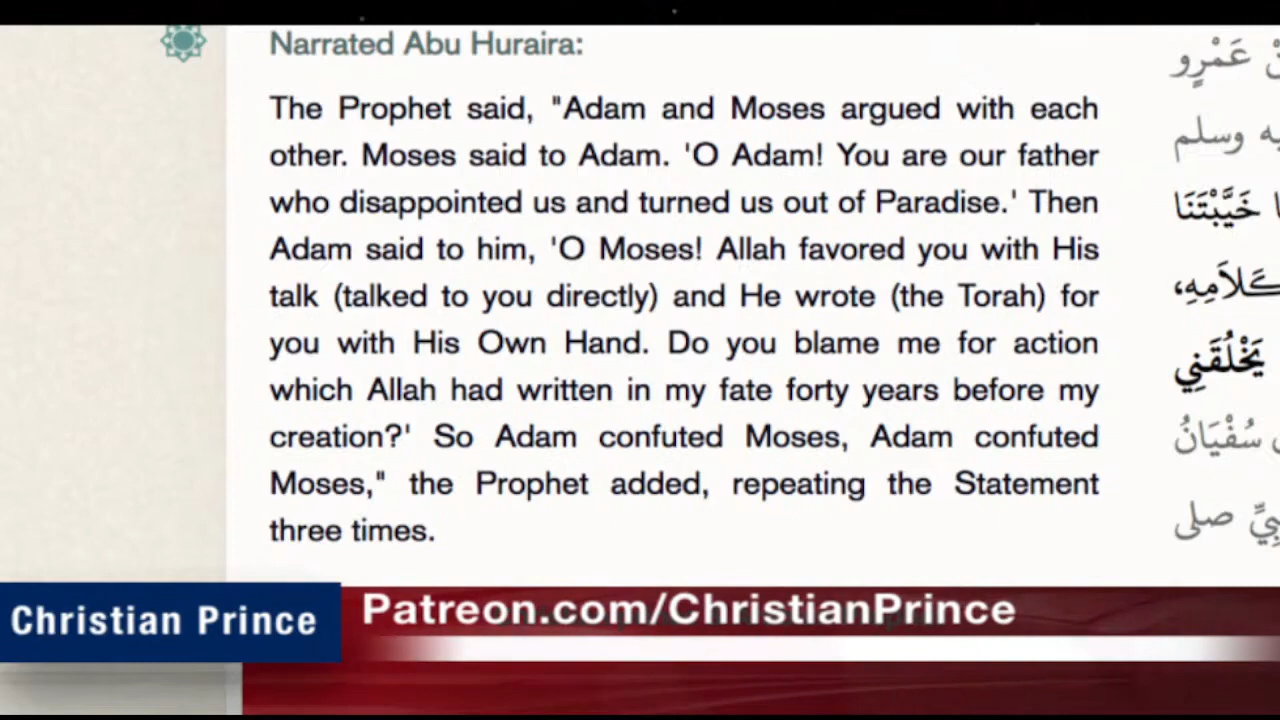 Narrated Abu Huraira:
The Prophet said, "Adam and Moses argued with each
other. Moses said to Adam. 'O Adam! You are our father
who disappointed us and turned us out of Paradise.' Then
Adam said to him, 'O Moses! Allah favored you with His
talk (talked to you directly) and He wrote (the Torah) for
you with His Own Hand. Do you blame me for action
which Allah had written in my fate forty years before my
creation?' So Adam confuted Moses, Adam confuted
Moses," the Prophet added, repeating the Statement
three times.
عَمْرٍو
وسلم
خَيَّبْتَنَا
كَلاَمِهِ،
يَخْلُقَنِي
سُفْيَانُ
صلى
Christian Prince
Patreon.com/ChristianPrince